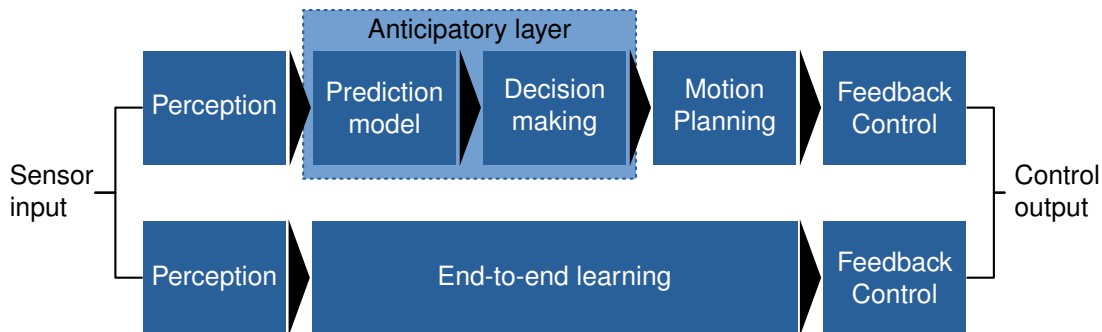 Anticipatory layer
Perception
Prediction
model
Decision
making
Motion
Planning
Feedback
Control
Sensor
input
Control
output
Perception
End-to-end learning
Feedback
Control